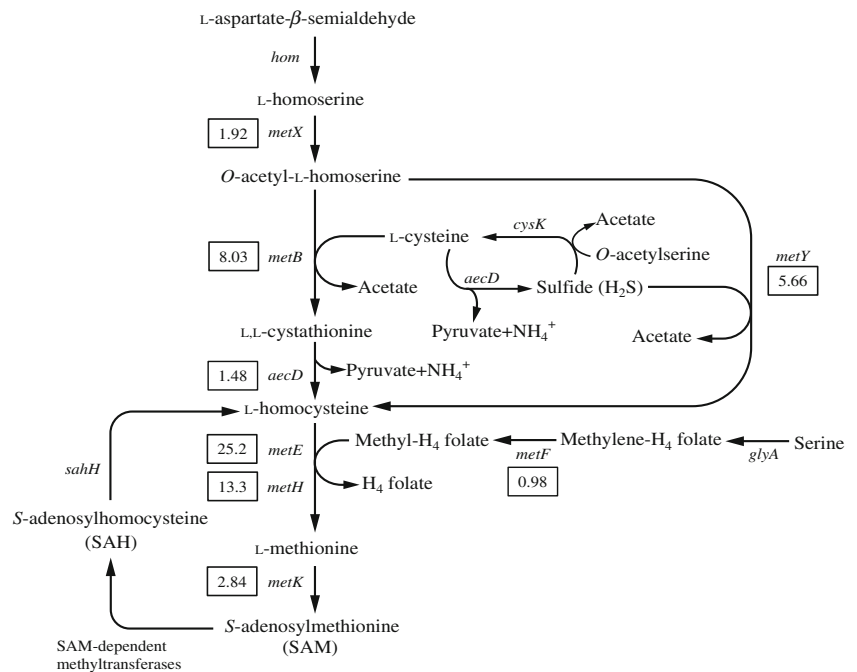 L-aspartate-β-semialdehyde
hom
L-homoserine
1.92 metX
O-acetyl-L-homoserine
cysK
Acetate
L-cysteine
O-acetylserine
metY
8.03 metB
aecD
5.66
Acetate
Sulfide (H₂S)
Pyruvate+NH₄⁺
Acetate
L,L-cystathionine
1.48 aecD
Pyruvate+NH₄⁺
L-homocysteine
25.2 metE
Methyl-H₄ folate
Methylene-H₄ folate
Serine
metF
glyA
sahH
13.3 metH
H₄ folate
0.98
S-adenosylhomocysteine
(SAH)
L-methionine
2.84 metK
S-adenosylmethionine
(SAM)
SAM-dependent
methyltransferases